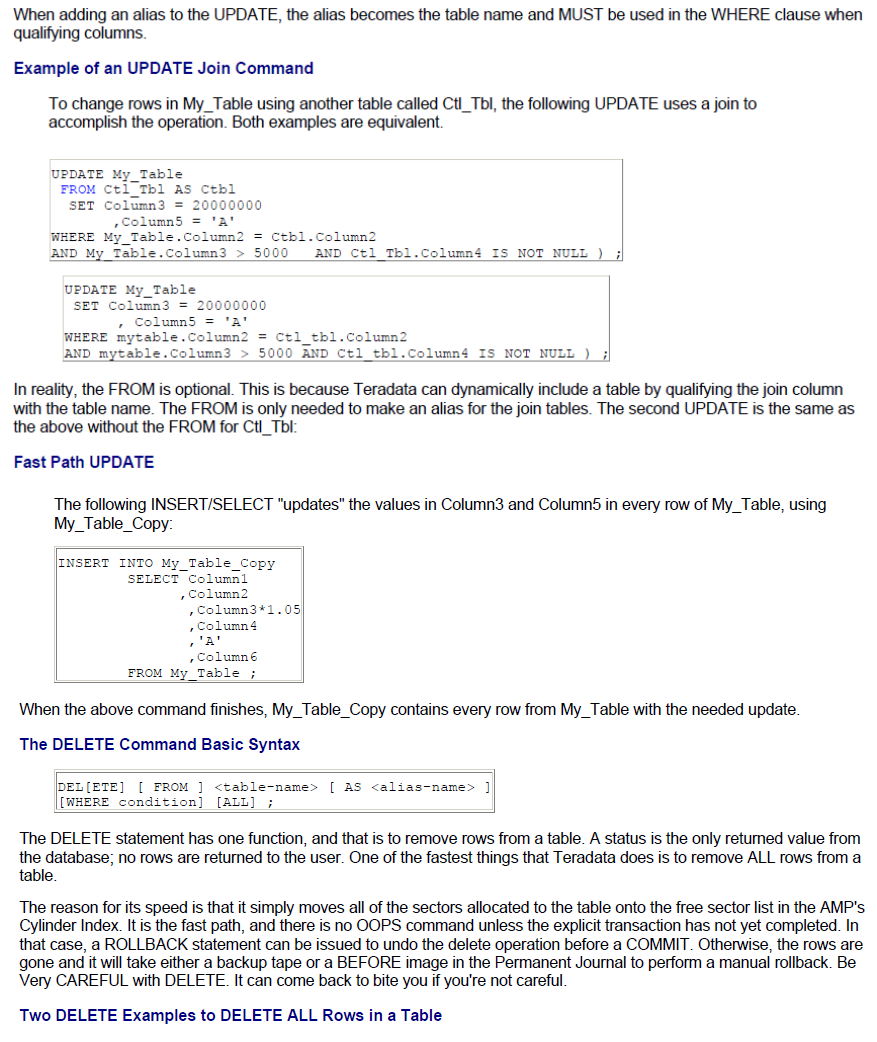 When adding an alias to the UPDATE, the alias becomes the table name and MUST be used in the WHERE clause when
qualifying columns.
Example of an UPDATE Join Command
To change rows in My_Table using another table called Ctl_Tbl, the following UPDATE uses a join to
accomplish the operation. Both examples are equivalent.
UPDATE My_Table
FROM Ctl_Tbl AS Ctbl
SET Column3 = 20000000
,Column5 = 'A'
WHERE My_Table.Column2 = Ctbl.Column2
AND My_Table.Column3 > 5000 AND Ctl_Tbl.Column4 IS NOT NULL ) ;
UPDATE My_Table
SET Column3 = 20000000
, Column5 = 'A'
WHERE mytable.Column2 = Ctl_tbl.Column2
AND mytable.Column3 > 5000 AND Ctl_tbl.Column4 IS NOT NULL ) ;
In reality, the FROM is optional. This is because Teradata can dynamically include a table by qualifying the join column
with the table name. The FROM is only needed to make an alias for the join tables. The second UPDATE is the same as
the above without the FROM for Ctl_Tbl:
Fast Path UPDATE
The following INSERT/SELECT "updates" the values in Column3 and Column5 in every row of My_Table, using
My_Table_Copy:
INSERT INTO My_Table_Copy
SELECT Column1
,Column2
,Column3*1.05
,Column4
,'A'
,Column6
FROM My_Table ;
When the above command finishes, My_Table_Copy contains every row from My_Table with the needed update.
The DELETE Command Basic Syntax
DEL[ETE] [ FROM ] <table-name> [ AS <alias-name> ]
[WHERE condition] [ALL] ;
The DELETE statement has one function, and that is to remove rows from a table. A status is the only returned value from
the database; no rows are returned to the user. One of the fastest things that Teradata does is to remove ALL rows from a
table.
The reason for its speed is that it simply moves all of the sectors allocated to the table onto the free sector list in the AMP's
Cylinder Index. It is the fast path, and there is no OOPS command unless the explicit transaction has not yet completed. In
that case, a ROLLBACK statement can be issued to undo the delete operation before a COMMIT. Otherwise, the rows are
gone and it will take either a backup tape or a BEFORE image in the Permanent Journal to perform a manual rollback. Be
Very CAREFUL with DELETE. It can come back to bite you if you're not careful.
Two DELETE Examples to DELETE ALL Rows in a Table